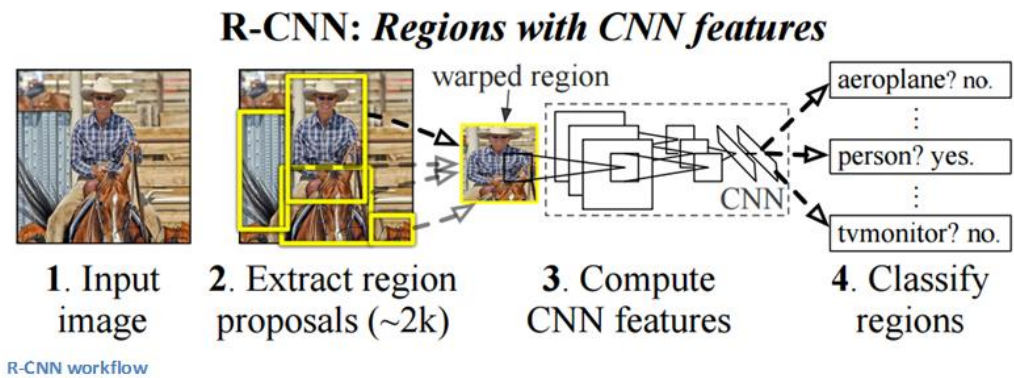 R-CNN: Regions with CNN features
warped region
aeroplane? no.
person? yes.
tvmonitor? no.
CNN
1. Input
image
2. Extract region
proposals (~2k)
3. Compute
CNN features
4. Classify
regions
R-CNN workflow